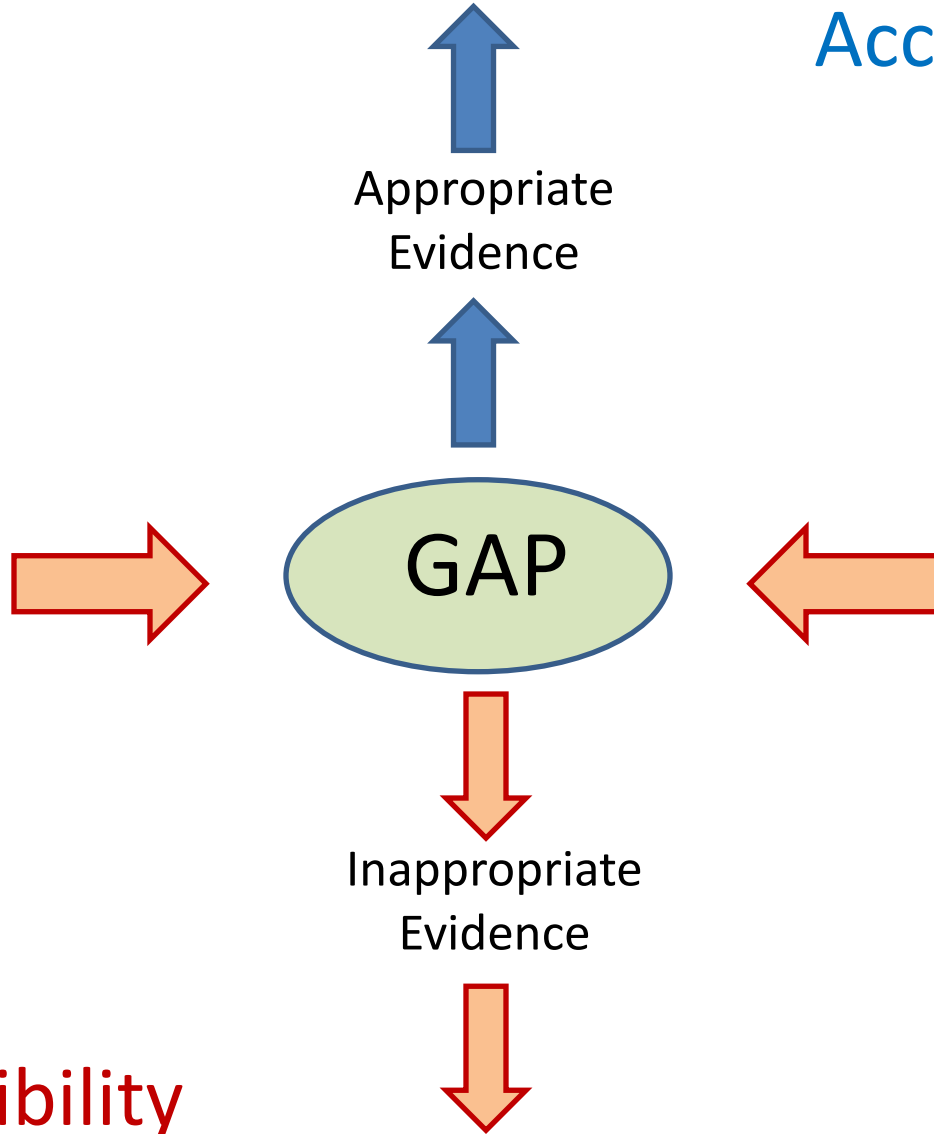 Acc
Appropriate
Evidence
GAP
Inappropriate
Evidence
ibility